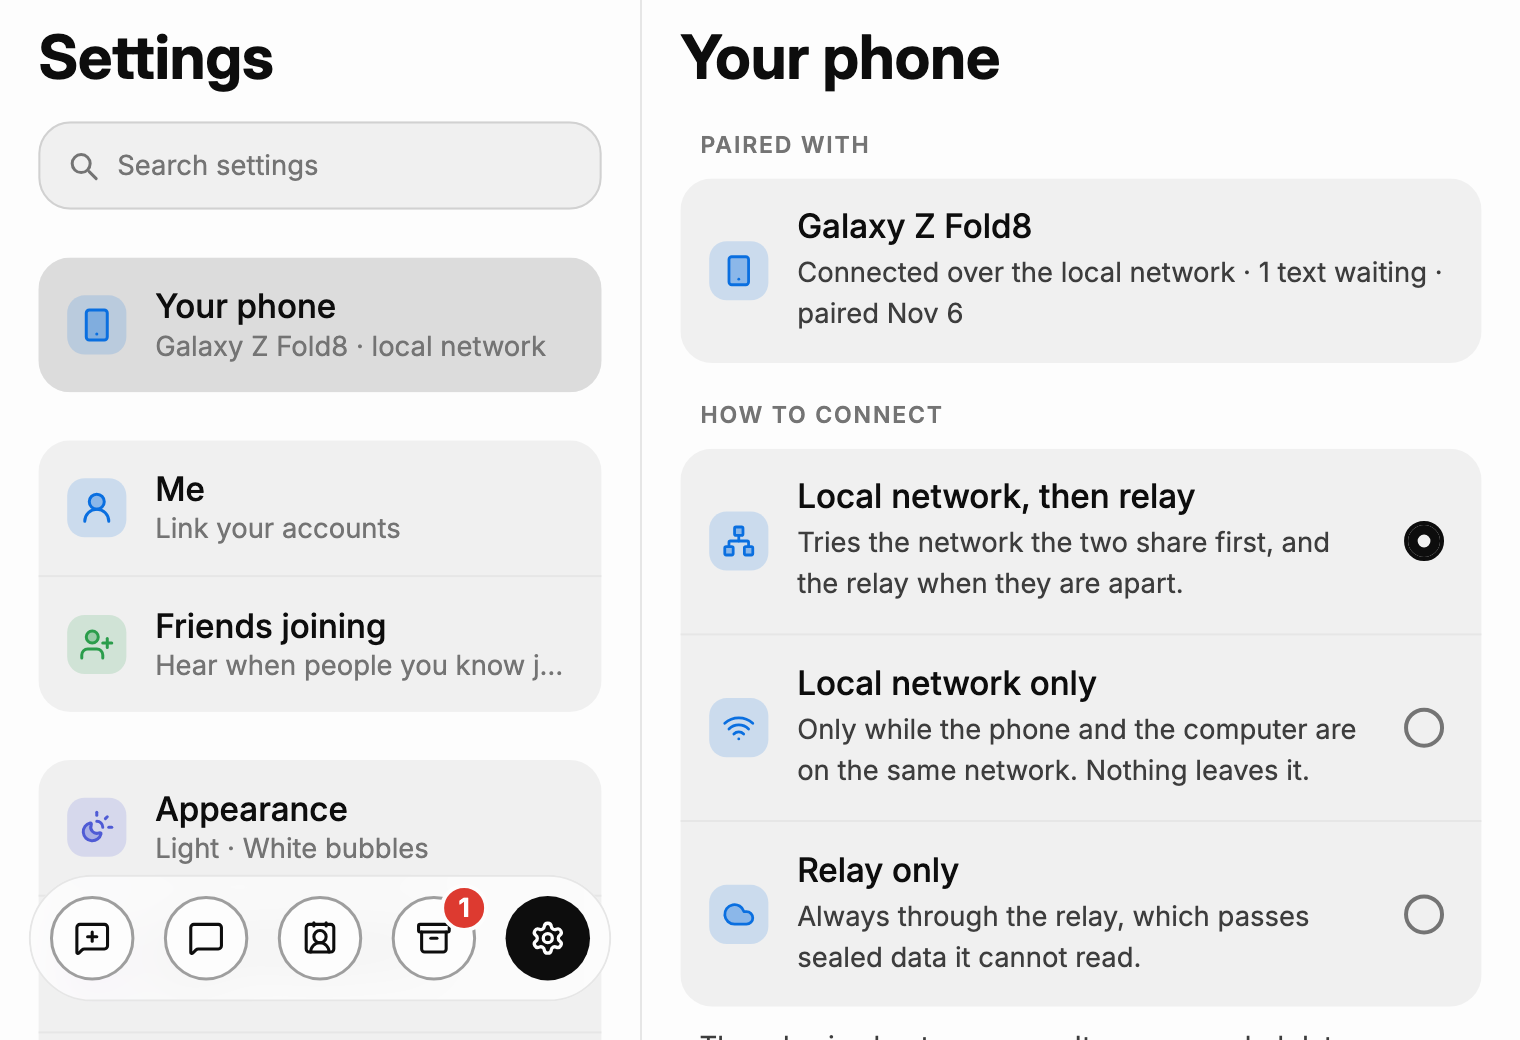 Settings
Search settings
Your phone
Galaxy Z Fold8 · local network
Me
Link your accounts
Friends joining
Hear when people you know j...
Appearance
Light · White bubbles
1
Your phone
PAIRED WITH
Galaxy Z Fold8
Connected over the local network · 1 text waiting ·
paired Nov 6
HOW TO CONNECT
Local network, then relay
Tries the network the two share first, and
the relay when they are apart.
Local network only
Only while the phone and the computer are
on the same network. Nothing leaves it.
Relay only
Always through the relay, which passes
sealed data it cannot read.